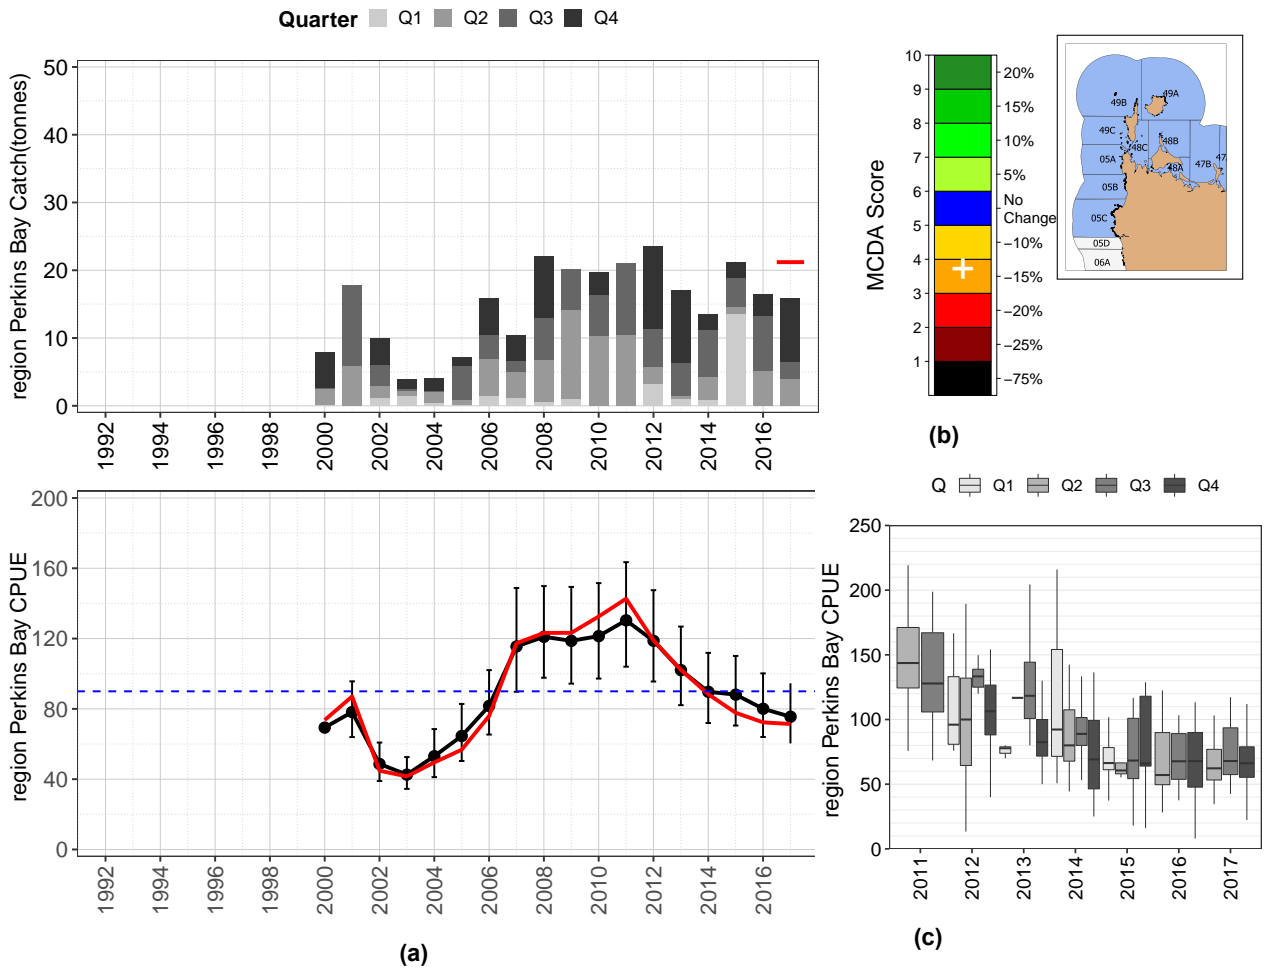 Quarter Q1 Q2 Q3 Q4
region Perkins Bay Catch(tonnes)
50
40
30
20
10
0
1992 1994 1996 1998 2000 2002 2004 2006 2008 2010 2012 2014 2016
region Perkins Bay CPUE
200
160
120
80
40
0
1992 1994 1996 1998 2000 2002 2004 2006 2008 2010 2012 2014 2016
(a)
MCDA Score
10
9
8
7
6
5
4
3
2
1
20%
15%
10%
5%
No
Change
−10%
−15%
−20%
−25%
−75%
(b)
49A
49B
49C
48B
48C
05A
48A
47B
47
05B
05C
05D
06A
Q Q1 Q2 Q3 Q4
region Perkins Bay CPUE
250
200
150
100
50
0
2011 2012 2013 2014 2015 2016 2017
(c)